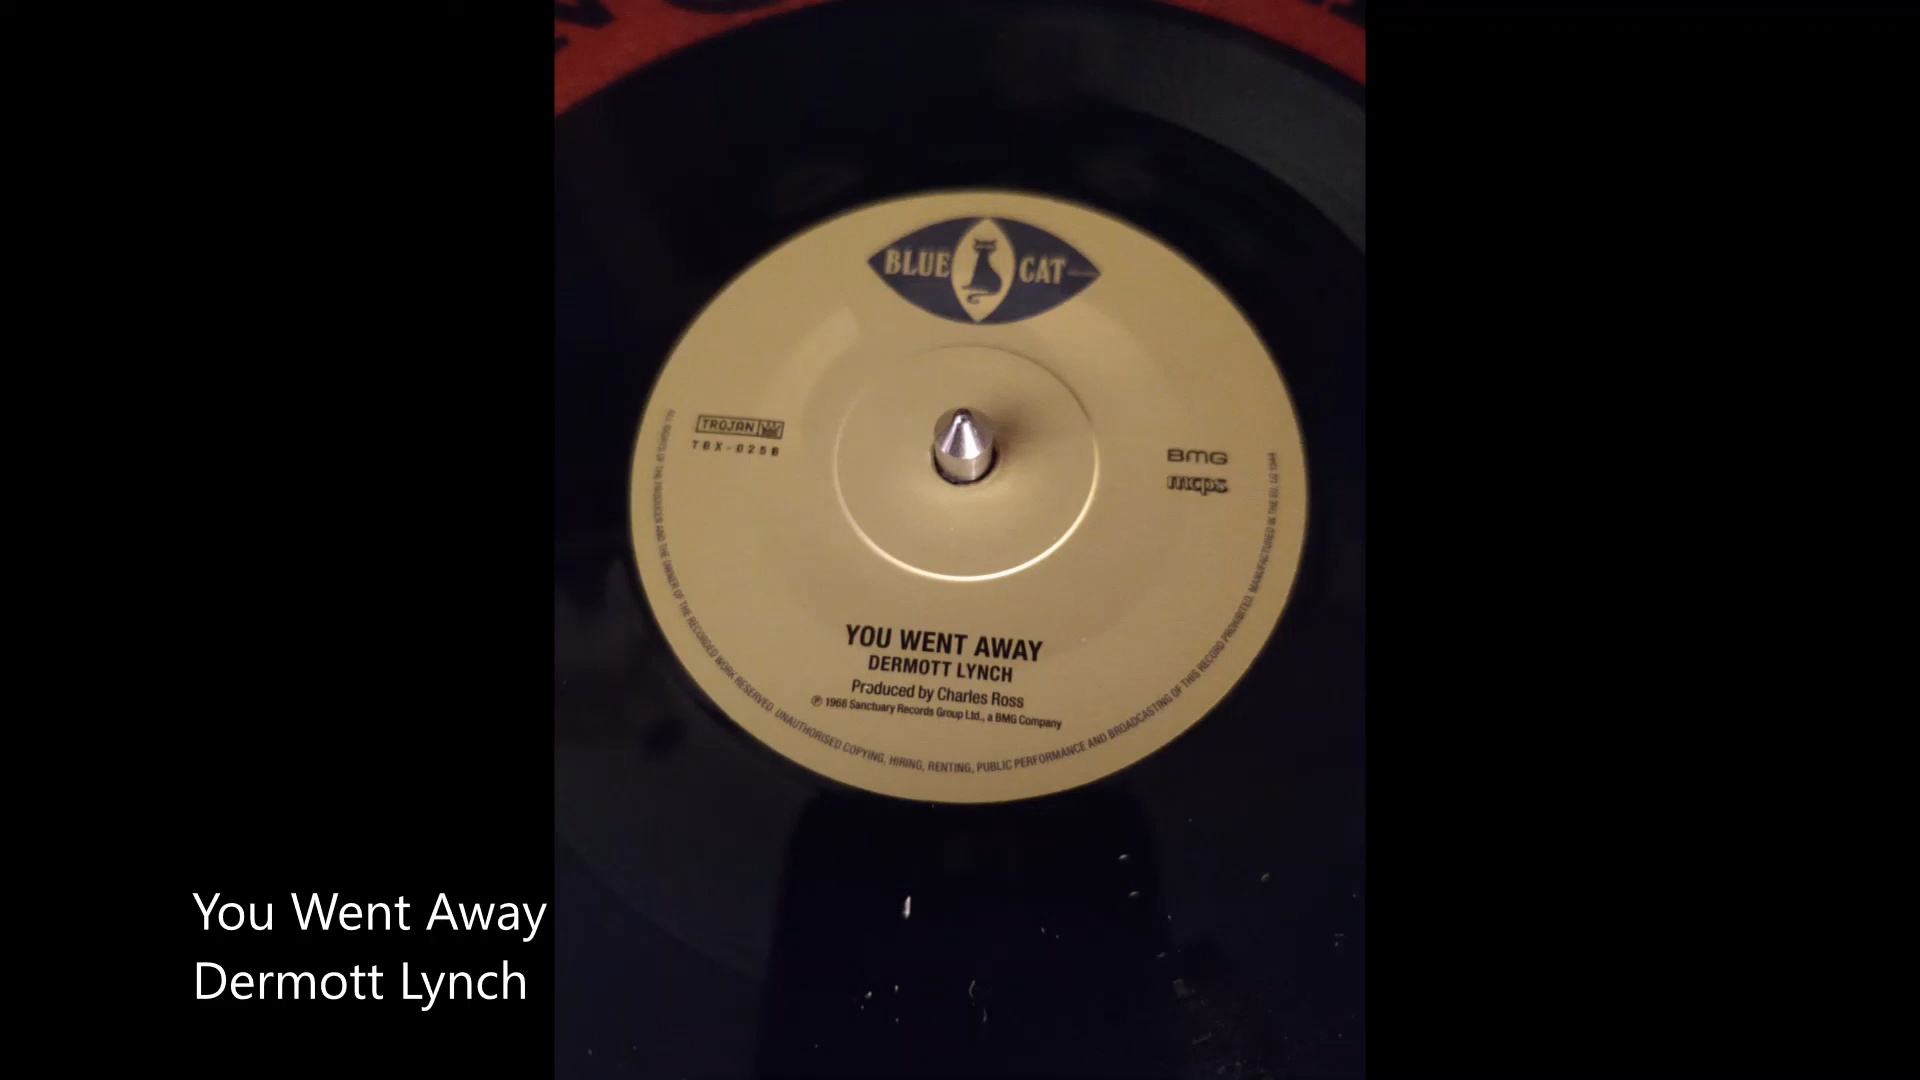 BLUE CAT
TROJAN
TBX-025B
BMG
mcps
YOU WENT AWAY
DERMOTT LYNCH
Produced by Charles Ross
℗ 1968 Sanctuary Records Group Ltd., a BMG Company
ALL RIGHTS OF THE PRODUCER AND THE OWNER OF THE RECORDED WORK RESERVED. UNAUTHORISED COPYING, HIRING, RENTING, PUBLIC PERFORMANCE AND BROADCASTING OF THIS RECORD PROHIBITED. MANUFACTURED IN THE EU
You Went Away
Dermott Lynch